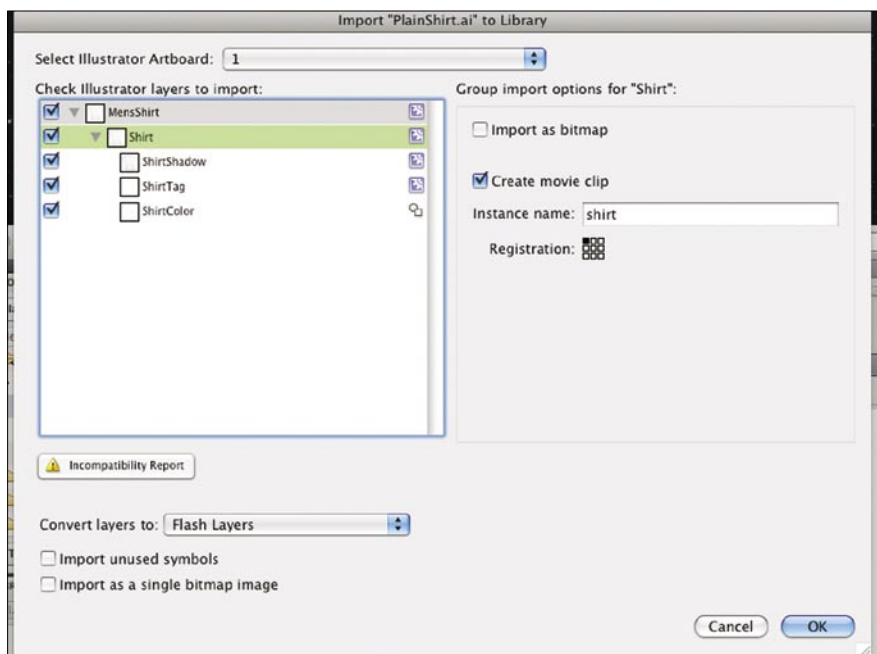 Import "PlainShirt.ai" to Library
Select Illustrator Artboard: 1
Check Illustrator layers to import:
MensShirt
Shirt
ShirtShadow
ShirtTag
ShirtColor
Group import options for "Shirt":
Import as bitmap
Create movie clip
Instance name: shirt
Registration:
Incompatibility Report
Convert layers to: Flash Layers
Import unused symbols
Import as a single bitmap image
Cancel
OK